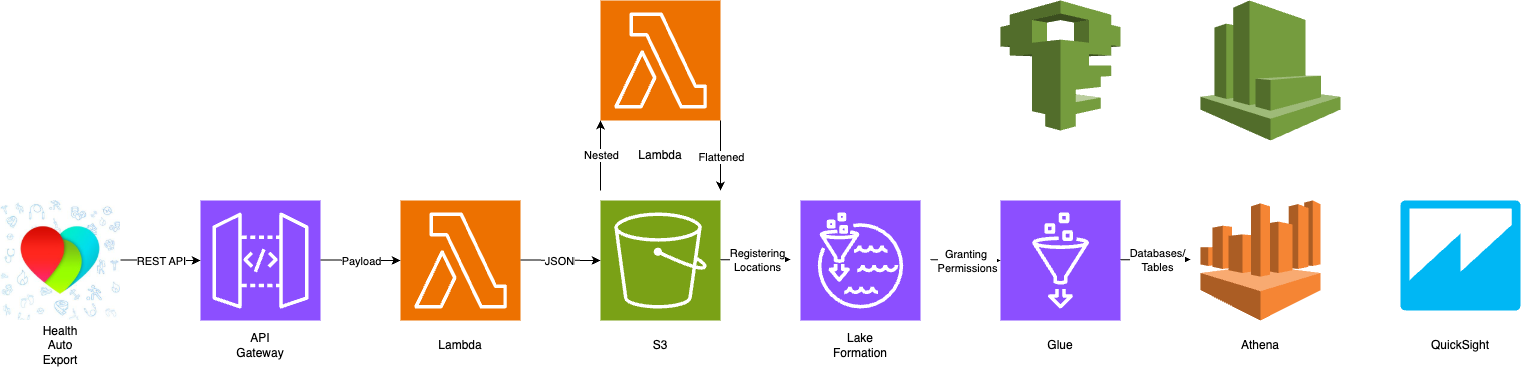 Nested
Lambda
Flattened
REST API
Payload
JSON
Registering
Locations
Granting
Permissions
Databases/
Tables
</>
Health
Auto
Export
API
Gateway
Lambda
S3
Lake
Formation
Glue
Athena
QuickSight